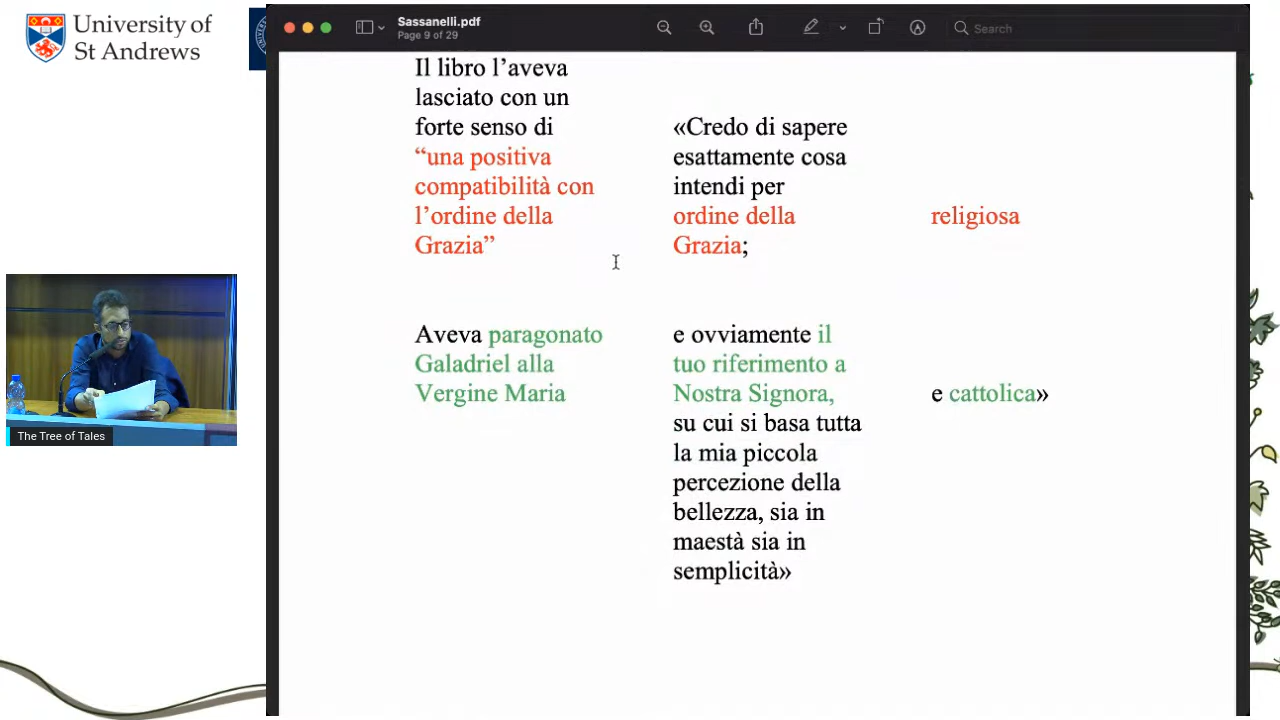 University of
St Andrews
Sassanelli.pdf
Page 9 of 29
Search
Il libro l’aveva
lasciato con un
forte senso di
“una positiva
compatibilità con
l’ordine della
Grazia”
«Credo di sapere
esattamente cosa
intendi per
ordine della
Grazia;
religiosa
Aveva paragonato
Galadriel alla
Vergine Maria
e ovviamente il
tuo riferimento a
Nostra Signora,
su cui si basa tutta
la mia piccola
percezione della
bellezza, sia in
maestà sia in
semplicità»
e cattolica»
The Tree of Tales